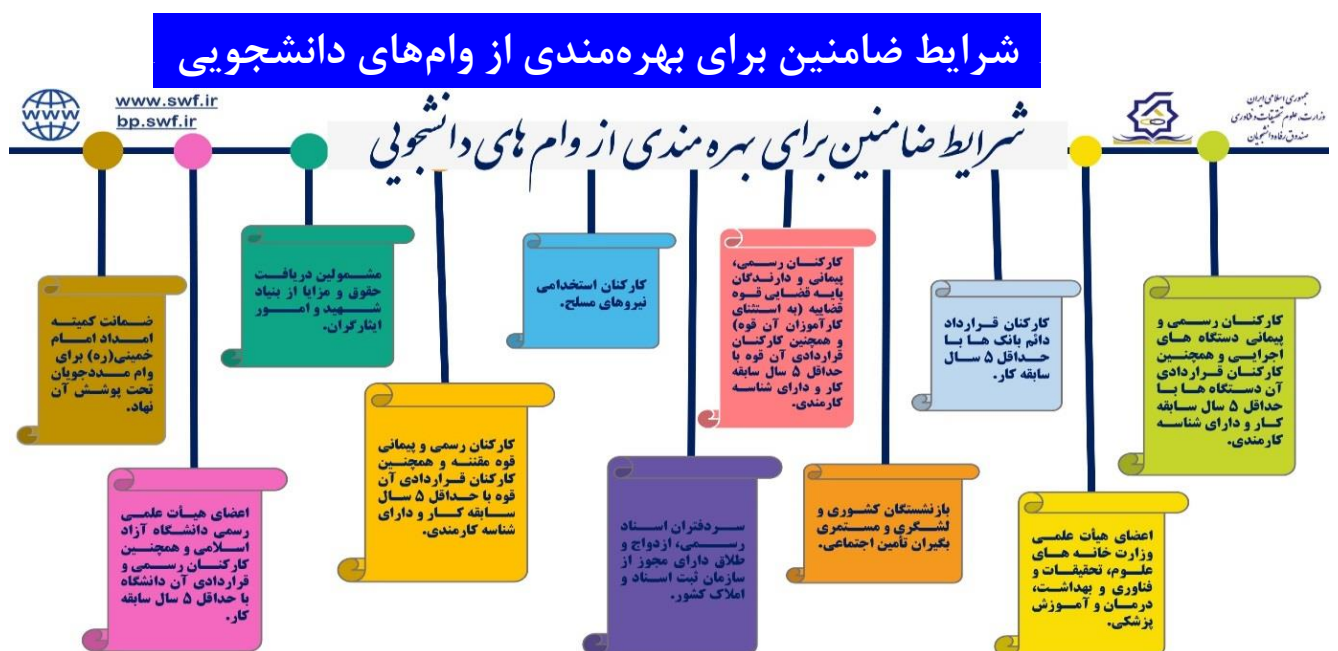 شرایط ضامنین برای بهره‌مندی از وام‌های دانشجویی
جمهوری اسلامی ایران
وزارت علوم تحقیقات و فناوری
صندوق رفاه دانشجویان
www.swf.ir
bp.swf.ir
WWW
شرایط ضامنین برای بهره مندی از وام های دانشجویی
کارکنان رسمی و
پیمانی دستگاه های
اجرایی و همچنین
کارکنان قراردادی
آن دستگاه ها با
حداقل ۵ سال سابقه
کار و دارای شناسه
کارمندی.
اعضای هیأت علمی
وزارت خانه های
علوم، تحقیقات و
فناوری و بهداشت،
درمان و آموزش
پزشکی.
کارکنان قرارداد
دائم بانک ها با
حداقل ۵ سال
سابقه کار.
بازنشستگان کشوری و
لشگری و مستمری
بگیران تأمین اجتماعی.
کارکنان رسمی،
پیمانی و دارندگان
پایه قضایی قوه
قضاییه (به استثنای
کارآموزان آن قوه)
و همچنین کارکنان
قراردادی آن قوه با
حداقل ۵ سال سابقه
کار و دارای شناسه
کارمندی.
سردفتران اسناد
رسمی، ازدواج و
طلاق دارای مجوز از
سازمان ثبت اسناد و
املاک کشور.
کارکنان استخدامی
نیروهای مسلح.
کارکنان رسمی و پیمانی
قوه مقننه و همچنین
کارکنان قراردادی آن
قوه با حداقل ۵ سال
سابقه کار و دارای
شناسه کارمندی.
مشمولین دریافت
حقوق و مزایا از بنیاد
شهید و امور
ایثارگران.
اعضای هیأت علمی
رسمی دانشگاه آزاد
اسلامی و همچنین
کارکنان رسمی و
قراردادی آن دانشگاه
با حداقل ۵ سال سابقه
کار.
ضمانت کمیته
امداد امام
خمینی(ره) برای
وام مددجویان
تحت پوشش آن
نهاد.